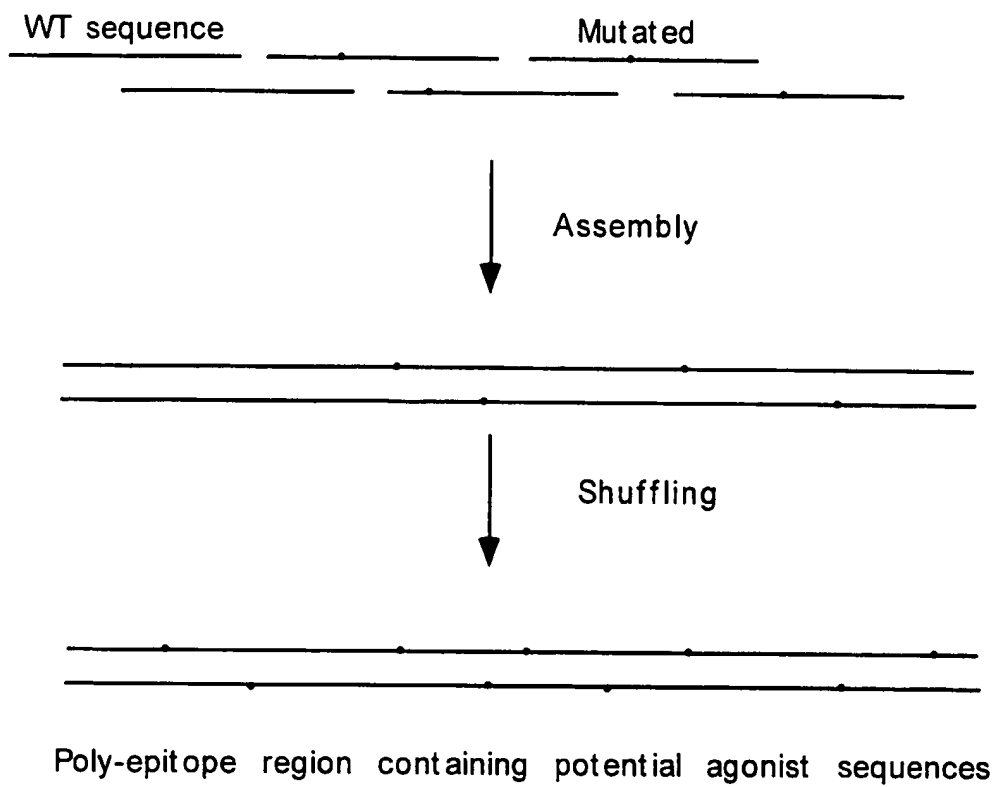 WT sequence
Mutated
Assembly
Shuffling
Poly-epitope region containing potential agonist sequences